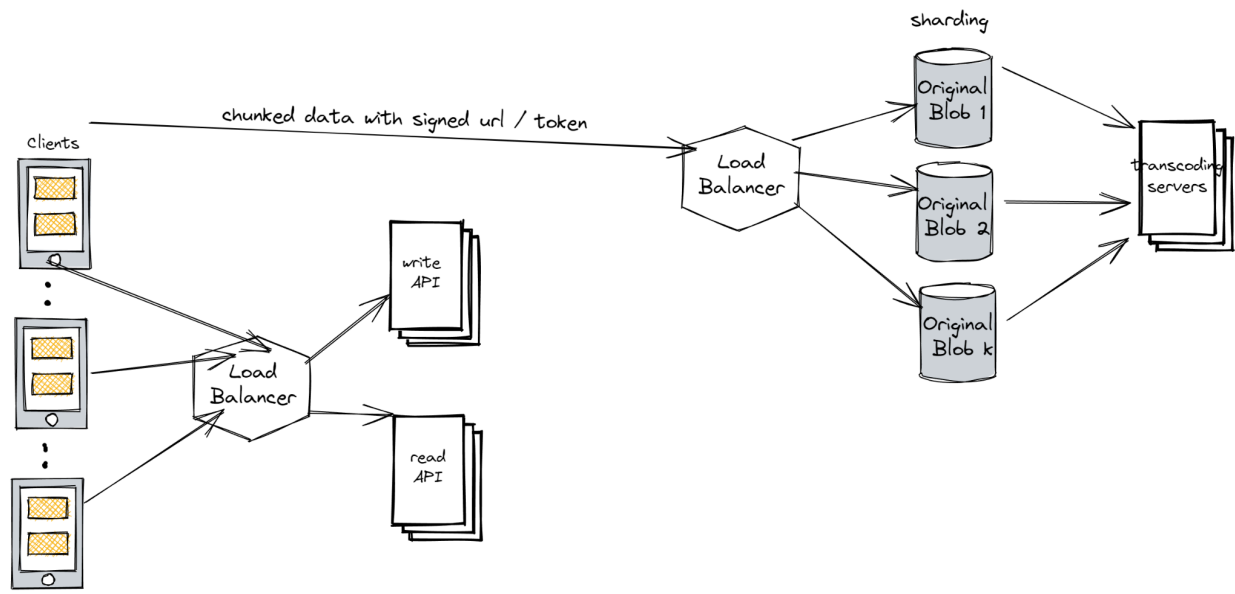 sharding
Original
Blob 1
chunked data with signed url / token
clients
Load
Balancer
transcoding
servers
Original
Blob 2
write
API
Original
Blob k
Load
Balancer
read
API